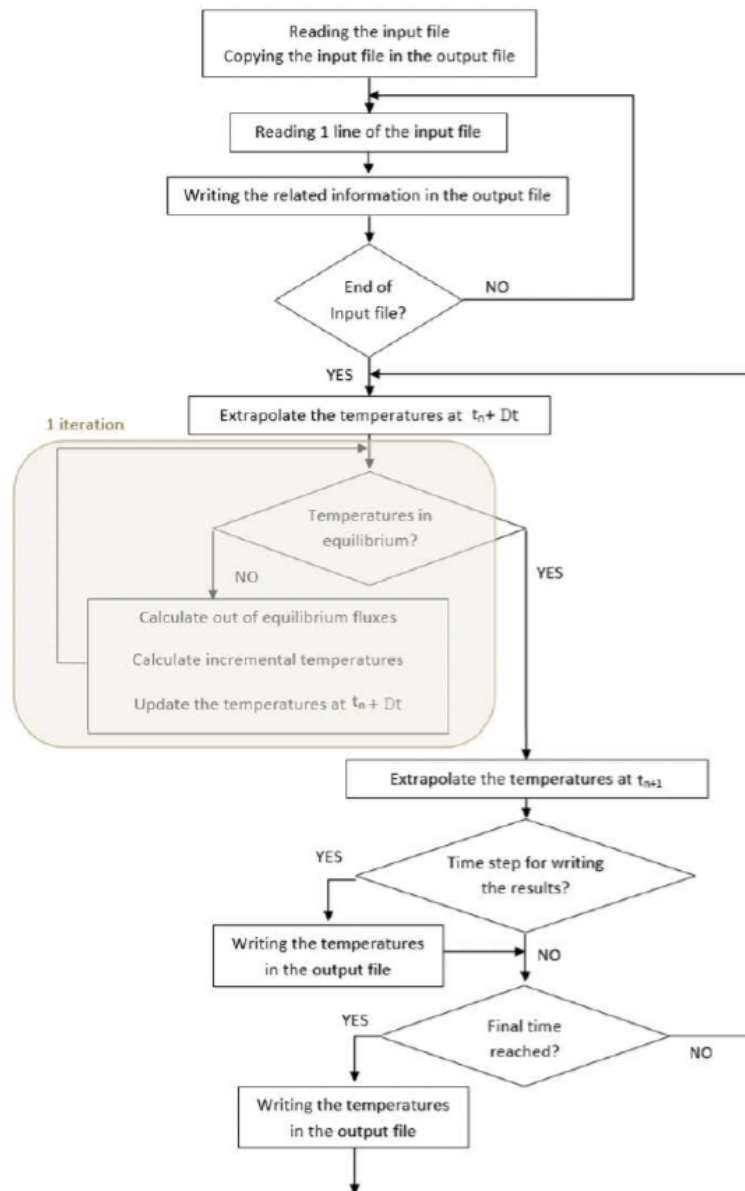 Reading the input file
Copying the input file in the output file
Reading 1 line of the input file
Writing the related information in the output file
End of
Input file?
NO
YES
Extrapolate the temperatures at tₙ + Dt
1 iteration
Temperatures in
equilibrium?
NO
YES
Calculate out of equilibrium fluxes
Calculate incremental temperatures
Update the temperatures at tₙ + Dt
Extrapolate the temperatures at tₙ₊₁
YES
Time step for writing
the results?
Writing the temperatures
in the output file
NO
YES
Final time
reached?
NO
Writing the temperatures
in the output file